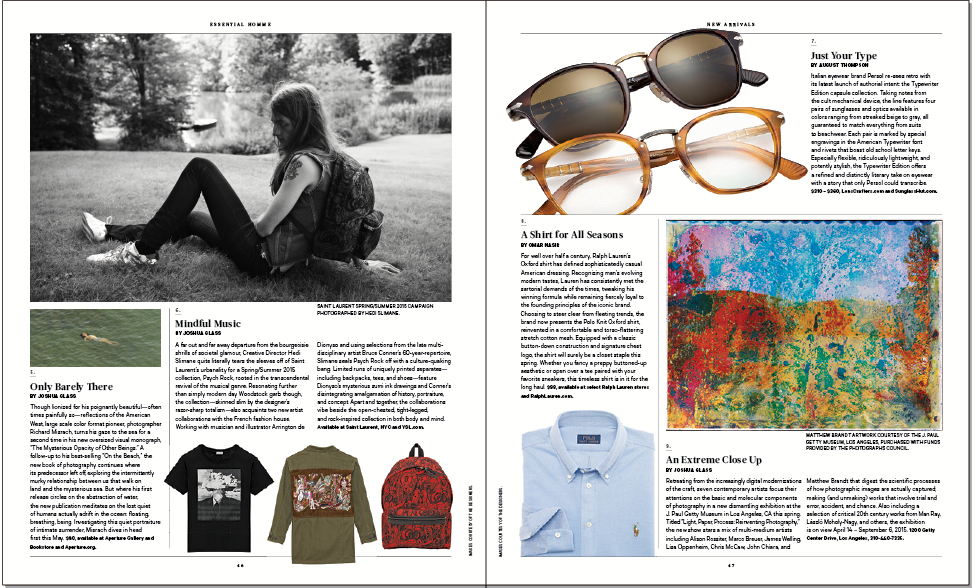 ESSENTIAL HOMME
SAINT LAURENT SPRING/SUMMER 2015 CAMPAIGN
PHOTOGRAPHED BY HEDI SLIMANE.
5.
Only Barely There
BY JOSHUA GLASS
Though lionized for his poignantly beautiful—often
times painfully so—reflections of the American
West, large scale color format pioneer, photographer
Richard Misrach, turns his gaze to the sea for a
second time in his new oversized visual monograph,
"The Mysterious Opacity of Other Beings." A
follow-up to his best-selling "On the Beach," the
new book of photography continues where
its predecessor left off, exploring the intermittently
murky relationship between us that walk on
land and the mysterious sea. But where his first
release circles on the abstraction of water,
the new publication meditates on the lost quiet
of humans actually adrift in the ocean: floating,
breathing, being. Investigating this quiet portraiture
of intimate surrender, Misrach dives in head
first this May. $80, available at Aperture Gallery and
Bookstore and Aperture.org.
6.
Mindful Music
BY JOSHUA GLASS
A far out and far away departure from the bourgeoisie
shrills of societal glamour, Creative Director Hedi
Slimane quite literally tears the sleeves off of Saint
Laurent's urbanality for a Spring/Summer 2015
collection, Psych Rock, rooted in the transcendental
revival of the musical genre. Resonating further
than simply modern day Woodstock garb though,
the collection—skinned slim by the designer's
razor-sharp totalism—also acquaints two new artist
collaborations with the French fashion house.
Working with musician and illustrator Arrington de
Dionyso and using selections from the late multi-
disciplinary artist Bruce Conner's 60-year-repertoire,
Slimane seals Psych Rock off with a culture-quaking
bang. Limited runs of uniquely printed separates—
including backpacks, tees, and shoes—feature
Dionyso's mysterious sumi ink drawings and Conner's
disintegrating amalgamation of history, portraiture,
and concept. Apart and together, the collaborations
vibe beside the open-chested, tight-legged,
and rock-inspired collection in both body and mind.
Available at Saint Laurent, NYC and YSL.com.
IMAGES COURTESY OF THE DESIGNERS.
46
NEW ARRIVALS
7.
Just Your Type
BY AUGUST THOMPSON
Italian eyewear brand Persol re-sees retro with
its latest launch of authorial intent: the Typewriter
Edition capsule collection. Taking notes from
the cult mechanical device, the line features four
pairs of sunglasses and optics available in
colors ranging from streaked beige to gray, all
guaranteed to match everything from suits
to beachwear. Each pair is marked by special
engravings in the American Typewriter font
and rivets that boast old school letter keys.
Especially flexible, ridiculously lightweight, and
potently stylish, the Typewriter Edition offers
a refined and distinctly literary take on eyewear
with a story that only Persol could transcribe.
$310 – $360, LensCrafters.com and SunglassHut.com.
8.
A Shirt for All Seasons
BY OMAR NASIR
For well over half a century, Ralph Lauren's
Oxford shirt has defined sophisticatedly casual
American dressing. Recognizing man's evolving
modern tastes, Lauren has consistently met the
sartorial demands of the times, tweaking his
winning formula while remaining fiercely loyal to
the founding principles of the iconic brand.
Choosing to steer clear from fleeting trends, the
brand now presents the Polo Knit Oxford shirt,
reinvented in a comfortable and torso-flattering
stretch cotton mesh. Equipped with a classic
button-down construction and signature chest
logo, the shirt will surely be a closet staple this
spring. Whether you fancy a preppy buttoned-up
aesthetic or open over a tee paired with your
favorite sneakers, this timeless shirt is in it for the
long haul. $98, available at select Ralph Lauren stores
and RalphLauren.com.
IMAGES COURTESY OF THE DESIGNERS.
MATTHEW BRANDT ARTWORK COURTESY OF THE J. PAUL
GETTY MUSEUM, LOS ANGELES, PURCHASED WITH FUNDS
PROVIDED BY THE PHOTOGRAPHS COUNCIL.
9.
An Extreme Close Up
BY JOSHUA GLASS
Retreating from the increasingly digital modernizations
of the craft, seven contemporary artists focus their
attentions on the basic and molecular components
of photography in a new dismantling exhibition at the
J. Paul Getty Museum in Los Angeles, CA this spring.
Titled "Light, Paper, Process: Reinventing Photography,"
the new show stars a mix of multi-medium artists
including Alison Rossiter, Marco Breuer, James Welling,
Lisa Oppenheim, Chris McCaw, John Chiara, and
Matthew Brandt that digest the scientific processes
of how photographic images are actually captured,
making (and unmaking) works that involve trial and
error, accident, and chance. Also including a
selection of critical 20th century works from Man Ray,
László Moholy-Nagy, and others, the exhibition
is on view April 14 – September 6, 2015. 1200 Getty
Center Drive, Los Angeles, 310-440-7335.
47